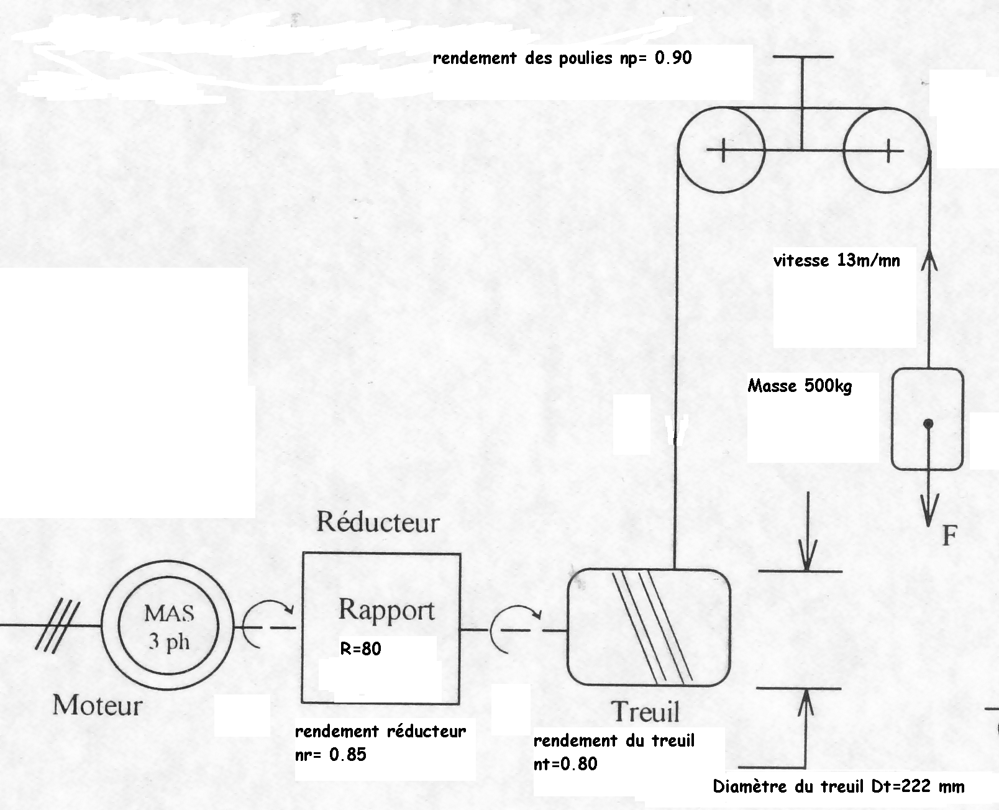 rendement des poulies np= 0.90
vitesse 13m/mn
Masse 500kg
F
Réducteur
MAS
3 ph
Rapport
R=80
Moteur
Treuil
rendement réducteur
nr= 0.85
rendement du treuil
nt=0.80
Diamètre du treuil Dt=222 mm